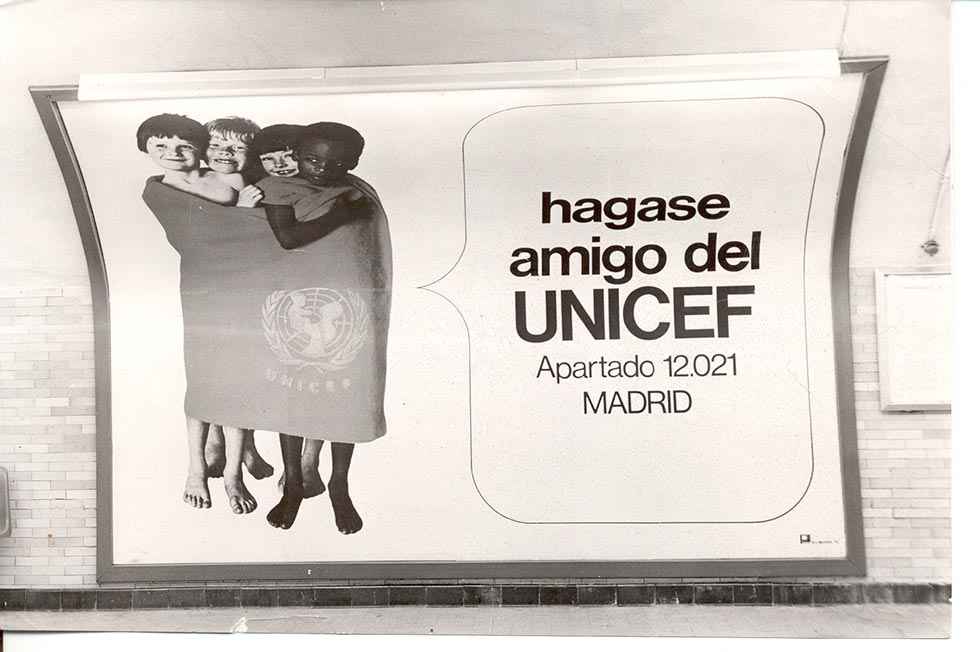 hagase
amigo del
UNICEF
Apartado 12.021
MADRID
UNICEF